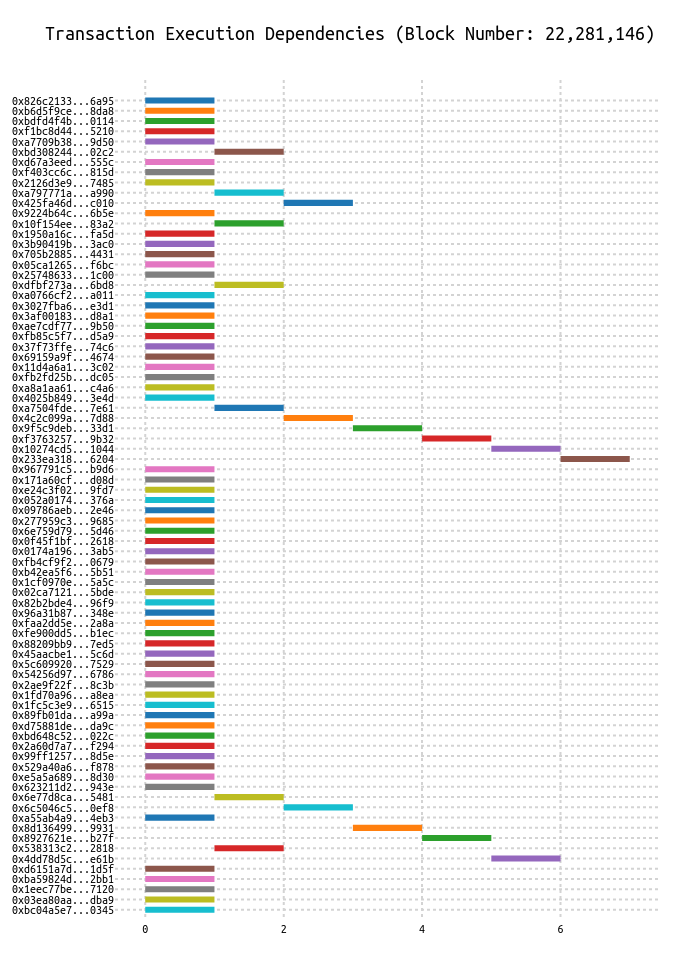 Transaction Execution Dependencies (Block Number: 22,281,146)
0x826c2133...6a95
0xb6d5f9ce...8da8
0xbdfd4f4b...0114
0xf1bc8d44...5210
0xa7709b38...9d50
0xbd308244...02c2
0xd67a3eed...555c
0xf403cc6c...815d
0x2126d3e9...7485
0xa797771a...a990
0x425fa46d...c010
0x9224b64c...6b5e
0x10f154ee...83a2
0x1950a16c...fa5d
0x3b90419b...3ac0
0x705b2885...4431
0x05ca1265...f6bc
0x25748633...1c00
0xdfbf273a...6bd8
0xa0766cf2...a011
0x3027fba6...e3d1
0x3af00183...d8a1
0xae7cdf77...9b50
0xfb85c5f7...d5a9
0x37f73ffe...74c6
0x69159a9f...4674
0x11d4a6a1...3c02
0xfb2fd25b...dc05
0xa8a1aa61...c4a6
0x4025b849...3e4d
0xa7504fde...7e61
0x4c2c099a...7d88
0x9f5c9deb...33d1
0xf3763257...9b32
0x10274cd5...1044
0x233ea318...6204
0x967791c5...b9d6
0x171a60cf...d08d
0xe24c3f02...9fd7
0x052a0174...376a
0x09786aeb...2e46
0x277959c3...9685
0x6e759d79...5d46
0x0f45f1bf...2618
0x0174a196...3ab5
0xfb4cf9f2...0679
0xb42ea5f6...5b51
0x1cf0970e...5a5c
0x02ca7121...5bde
0x82b2bde4...96f9
0x96a31b87...348e
0xfaa2dd5e...2a8a
0xfe900dd5...b1ec
0x88209bb9...7ed5
0x45aacbe1...5c6d
0x5c609920...7529
0x54256d97...6786
0x2ae9f22f...8c3b
0x1fd70a96...a8ea
0x1fc5c3e9...6515
0x89fb01da...a99a
0xd75881de...da9c
0xbd648c52...022c
0x2a60d7a7...f294
0x99ff1257...8d5e
0x529a40a6...f878
0xe5a5a689...8d30
0x623211d2...943e
0x6e77d8ca...5481
0x6c5046c5...0ef8
0xa55ab4a9...4eb3
0x8d136499...9931
0x8927621e...b27f
0x538313c2...2818
0x4dd78d5c...e61b
0xd6151a7d...1d5f
0xba59824d...2bb1
0x1eec77be...7120
0x03ea80aa...dba9
0xbc04a5e7...0345
0 2 4 6